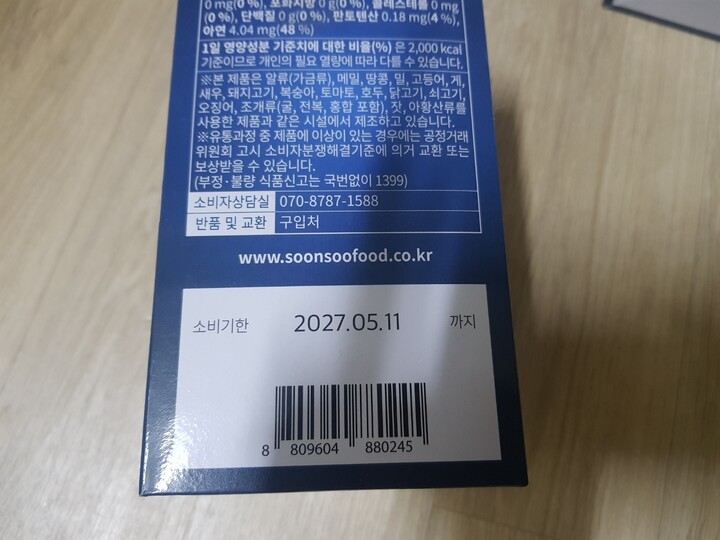 0 mg(0 %), 포화지방 0 g(0 %), 콜레스테롤 0 mg
(0 %), 단백질 0 g(0 %), 판토텐산 0.18 mg(4 %),
아연 4.04 mg(48 %)
1일 영양성분 기준치에 대한 비율(%) 은 2,000 kcal
기준이므로 개인의 필요 열량에 따라 다를 수 있습니다.
※본 제품은 알류(가금류), 메밀, 땅콩, 밀, 고등어, 게,
새우, 돼지고기, 복숭아, 토마토, 호두, 닭고기, 쇠고기,
오징어, 조개류(굴, 전복, 홍합 포함), 잣, 아황산류를
사용한 제품과 같은 시설에서 제조하고 있습니다.
※유통과정 중 제품에 이상이 있는 경우에는 공정거래
위원회 고시 소비자분쟁해결기준에 의거 교환 또는
보상받을 수 있습니다.
(부정·불량 식품신고는 국번없이 1399)
소비자상담실 070-8787-1588
반품 및 교환 구입처
www.soonsoofood.co.kr
소비기한 2027.05.11 까지
8 809604 880245